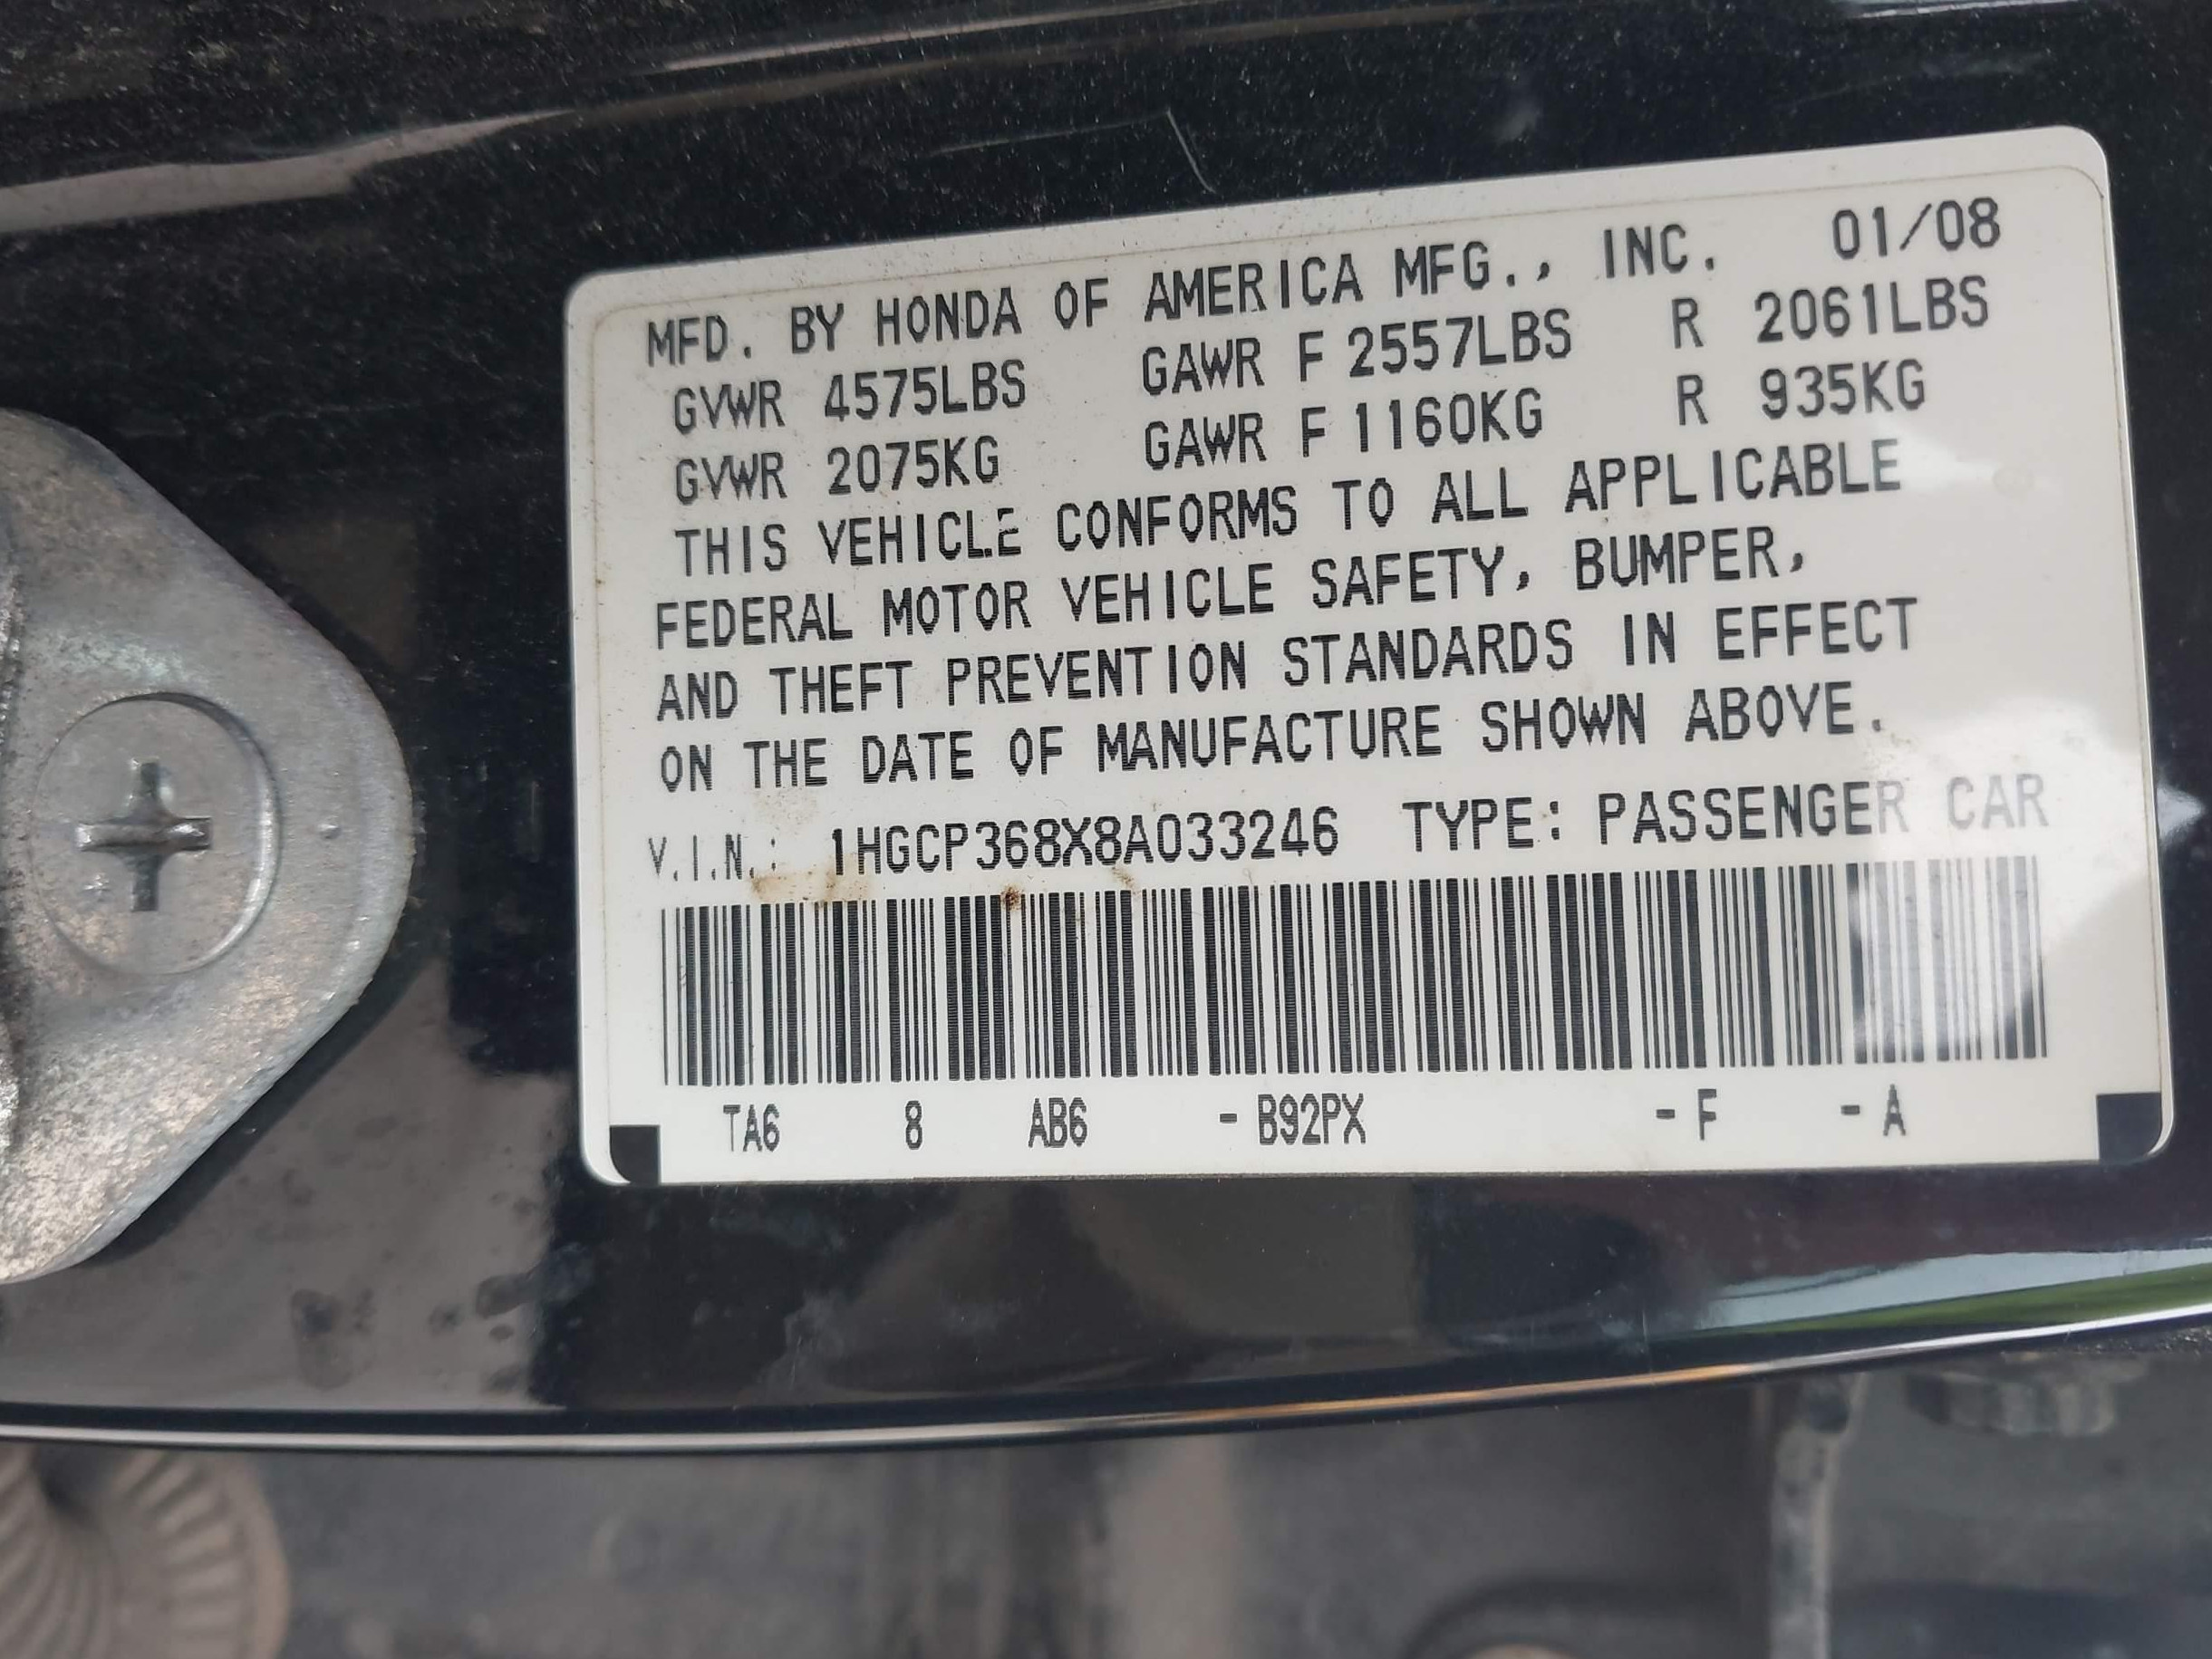 MFD. BY HONDA OF AMERICA MFG., INC. 01/08
GVWR 4575LBS GAWR F 2557LBS R 2061LBS
GVWR 2075KG GAWR F 1160KG R 935KG
THIS VEHICLE CONFORMS TO ALL APPLICABLE
FEDERAL MOTOR VEHICLE SAFETY, BUMPER,
AND THEFT PREVENTION STANDARDS IN EFFECT
ON THE DATE OF MANUFACTURE SHOWN ABOVE.
V.I.N.: 1HGCP368X8A033246 TYPE: PASSENGER CAR
TA6 8 AB6 - B92PX - F - A